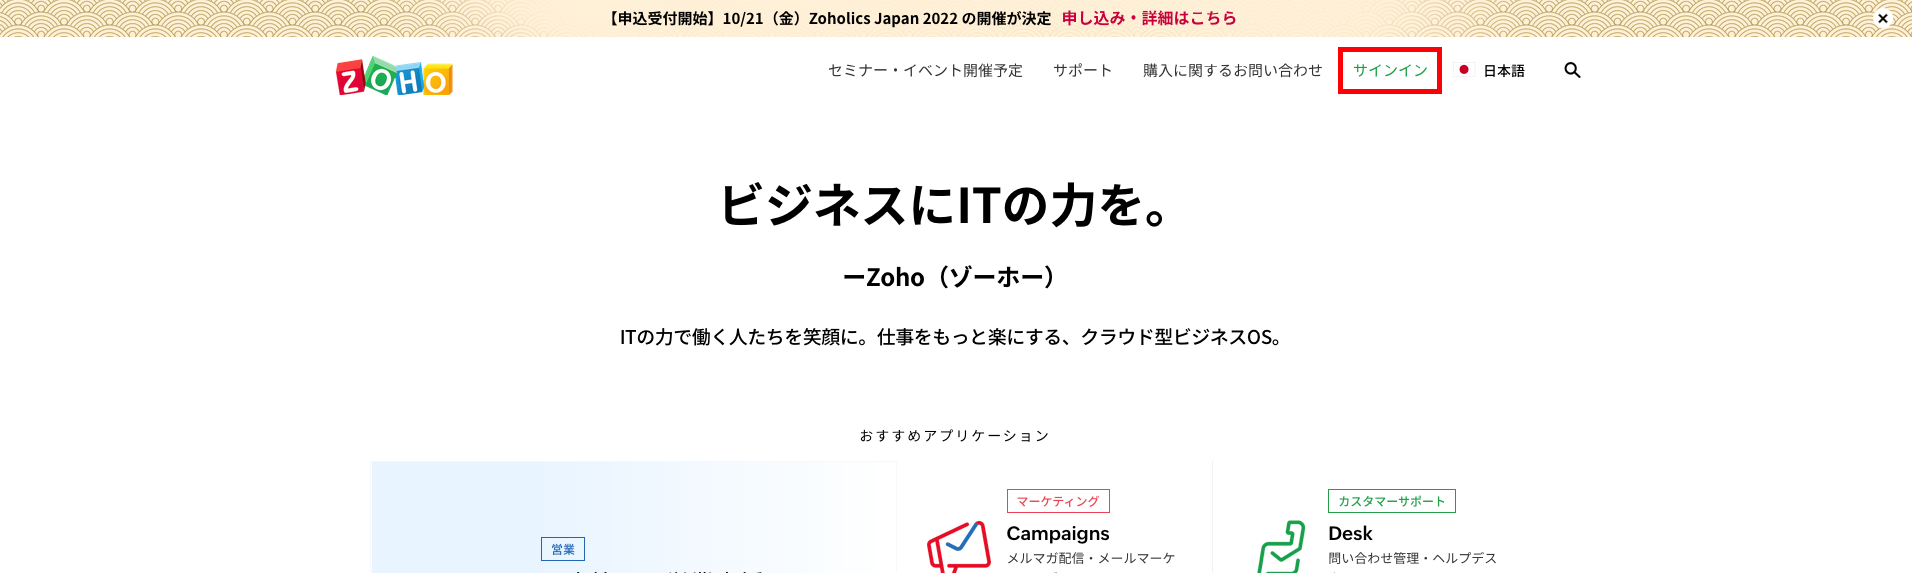 【申込受付開始】10/21（金）Zoholics Japan 2022 の開催が決定 申し込み・詳細はこちら
ZOHO
セミナー・イベント開催予定 サポート 購入に関するお問い合わせ サインイン 日本語
ビジネスにITの力を。
ーZoho（ゾーホー）
ITの力で働く人たちを笑顔に。仕事をもっと楽にする、クラウド型ビジネスOS。
おすすめアプリケーション
営業
マーケティング
Campaigns
メルマガ配信・メールマーケ
カスタマーサポート
Desk
問い合わせ管理・ヘルプデス